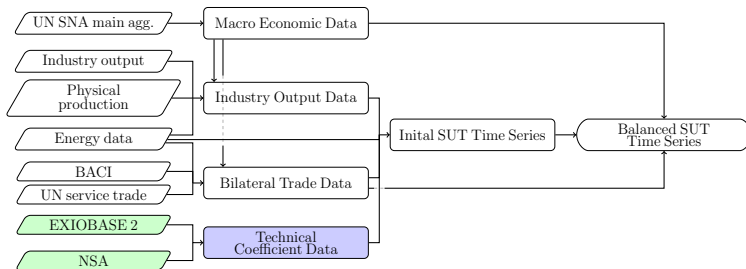 UN SNA main agg.
Macro Economic Data
Industry output
Physical
production
Industry Output Data
Energy data
Inital SUT Time Series
Balanced SUT
Time Series
BACI
UN service trade
Bilateral Trade Data
EXIOBASE 2
NSA
Technical
Coefficient Data